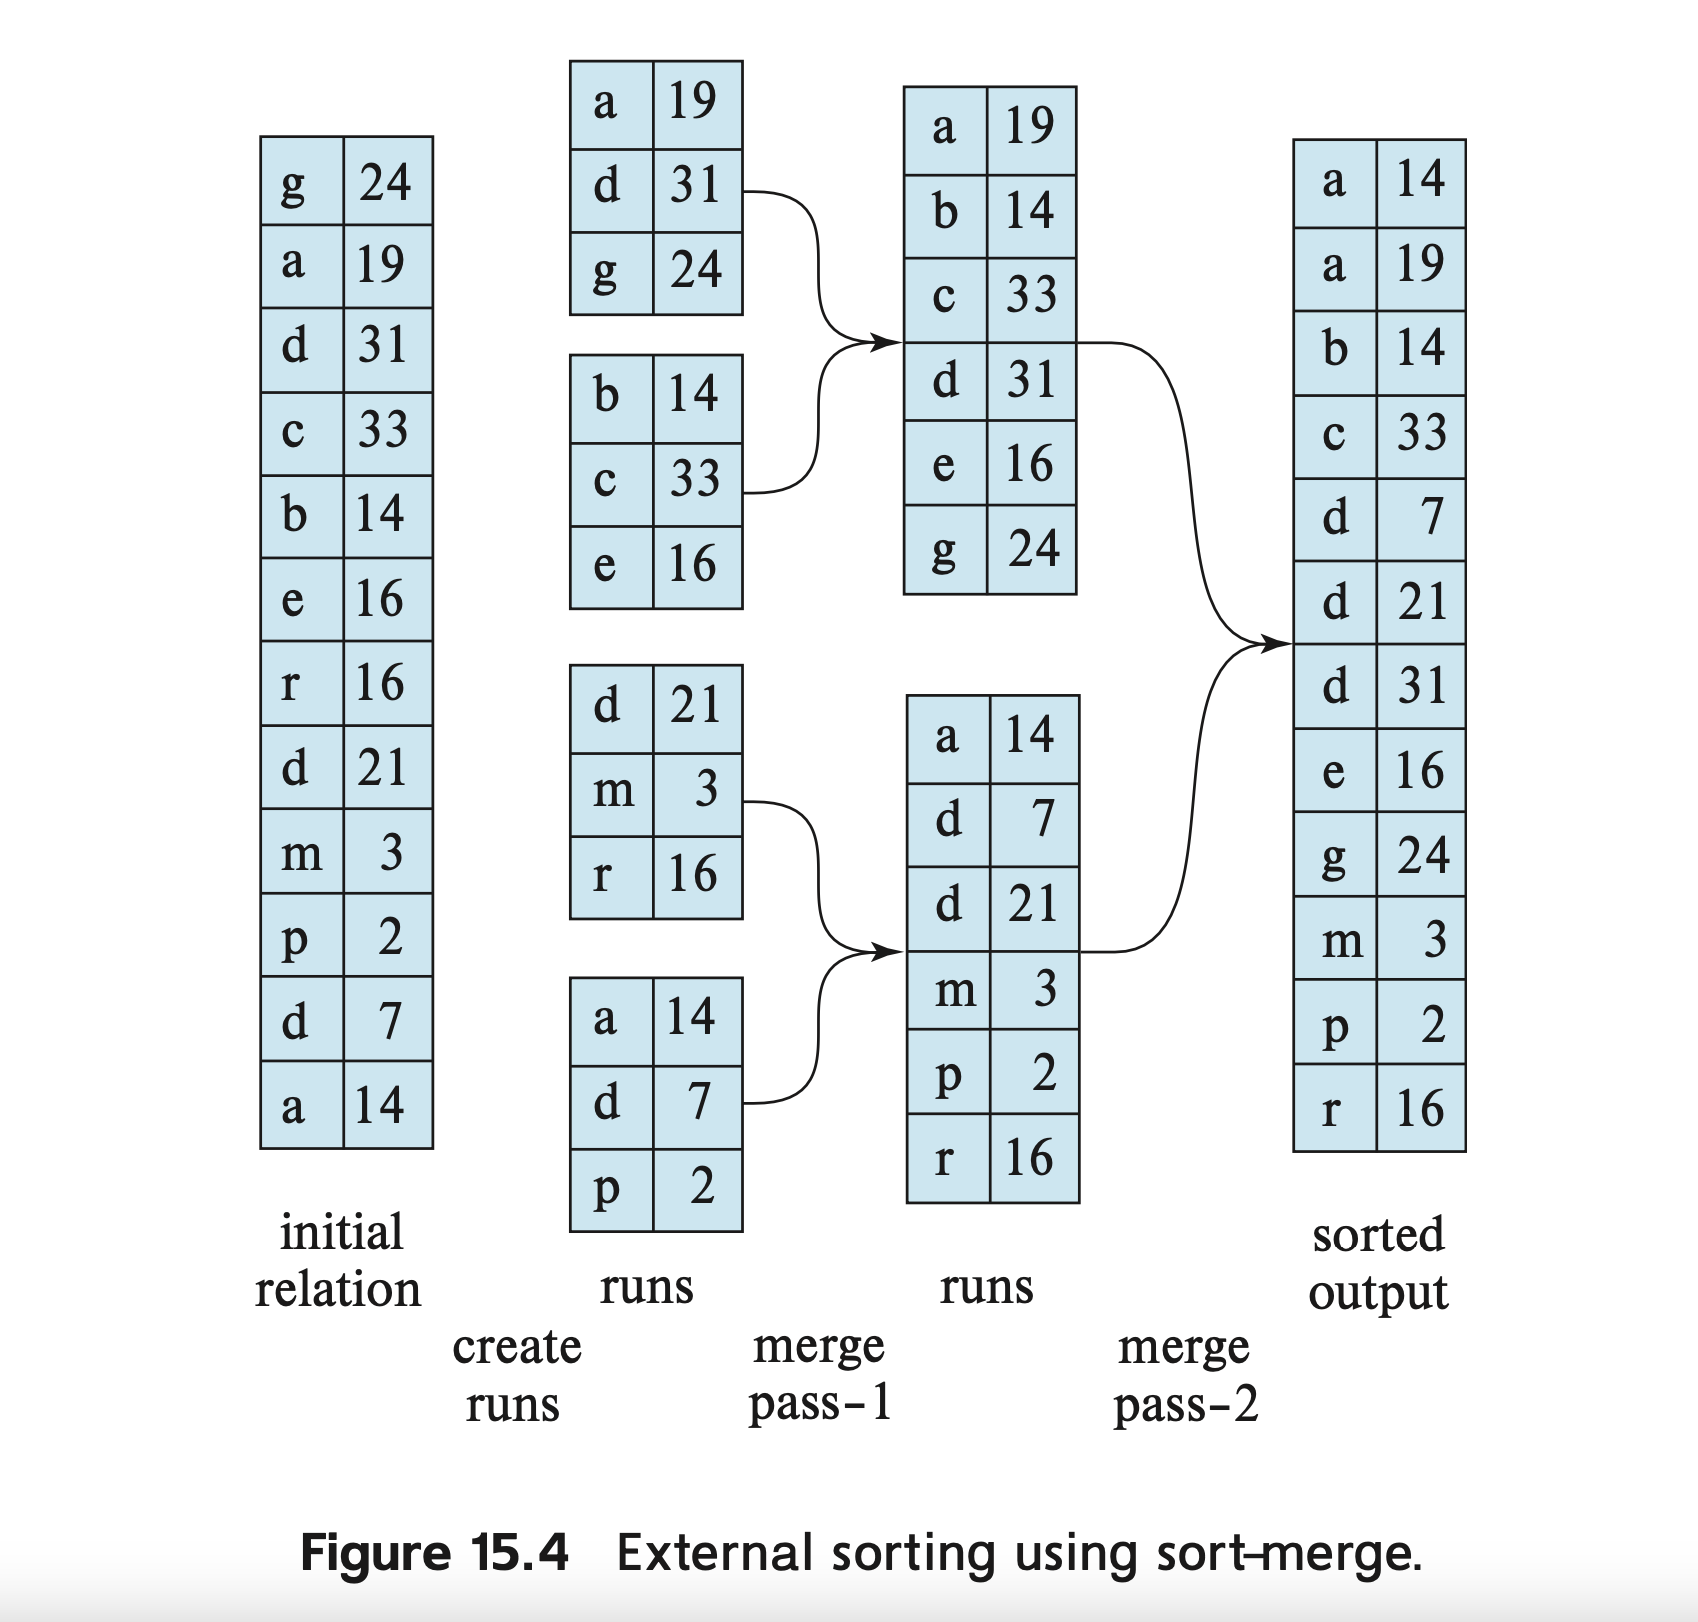 g 24
a 19
d 31
c 33
b 14
e 16
r 16
d 21
m 3
p 2
d 7
a 14
initial
relation
create
runs
a 19
d 31
g 24
b 14
c 33
e 16
d 21
m 3
r 16
a 14
d 7
p 2
runs
merge
pass-1
a 19
b 14
c 33
d 31
e 16
g 24
a 14
d 7
d 21
m 3
p 2
r 16
runs
merge
pass-2
a 14
a 19
b 14
c 33
d 7
d 21
d 31
e 16
g 24
m 3
p 2
r 16
sorted
output
Figure 15.4 External sorting using sort-merge.